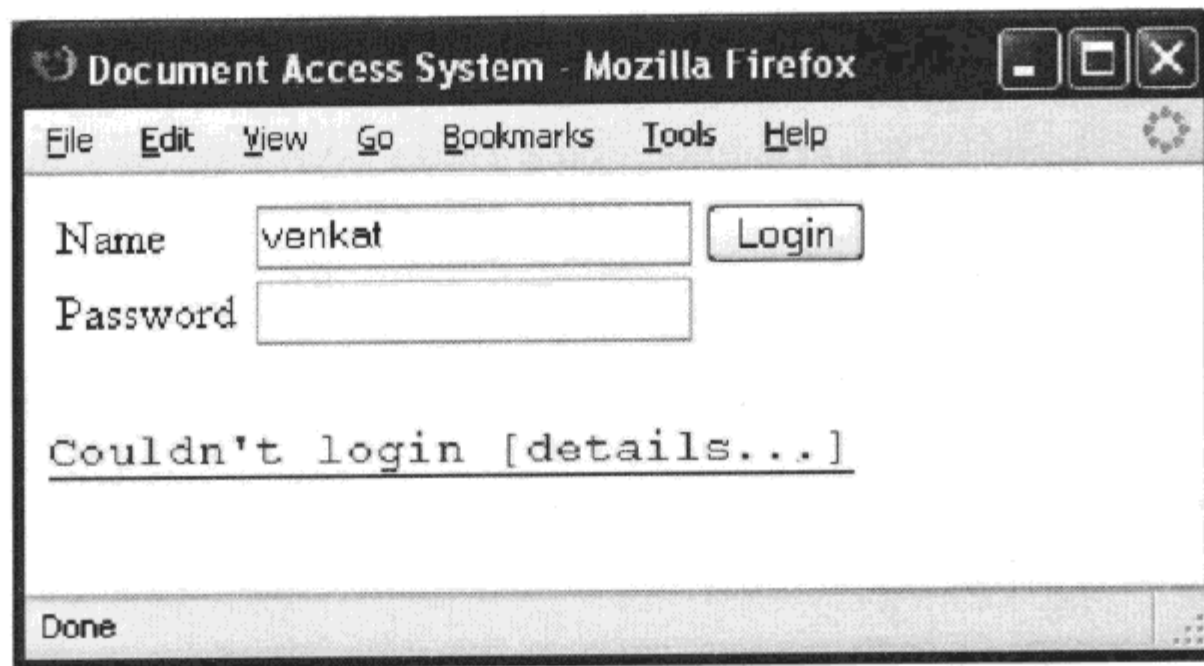 Document Access System - Mozilla Firefox
File Edit View Go Bookmarks Tools Help
Name venkat Login
Password
Couldn't login [details...]
Done